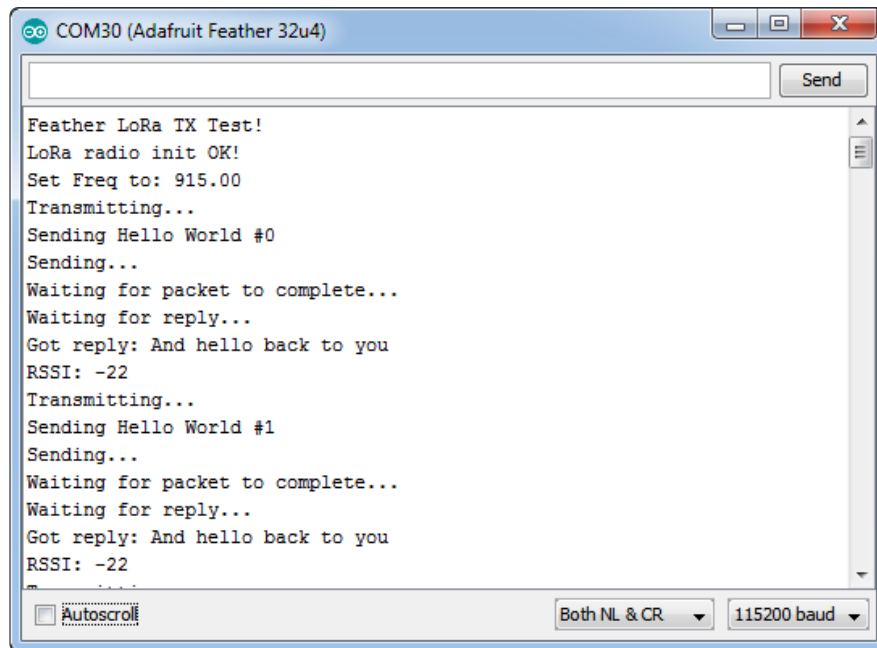 COM30 (Adafruit Feather 32u4)
Send
Feather LoRa TX Test!
LoRa radio init OK!
Set Freq to: 915.00
Transmitting...
Sending Hello World #0
Sending...
Waiting for packet to complete...
Waiting for reply...
Got reply: And hello back to you
RSSI: -22
Transmitting...
Sending Hello World #1
Sending...
Waiting for packet to complete...
Waiting for reply...
Got reply: And hello back to you
RSSI: -22
Autoscroll
Both NL & CR
115200 baud